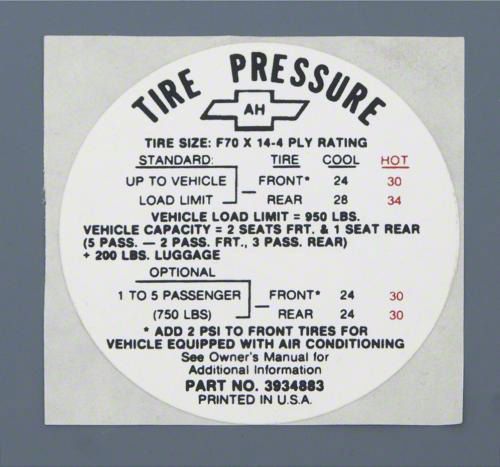 TIRE PRESSURE
AH
TIRE SIZE: F70 X 14-4 PLY RATING
STANDARD: TIRE COOL HOT
UP TO VEHICLE FRONT* 24 30
LOAD LIMIT REAR 28 34
VEHICLE LOAD LIMIT = 950 LBS.
VEHICLE CAPACITY = 2 SEATS FRT. & 1 SEAT REAR
(5 PASS. — 2 PASS. FRT., 3 PASS. REAR)
+ 200 LBS. LUGGAGE
OPTIONAL
1 TO 5 PASSENGER FRONT* 24 30
(750 LBS) REAR 24 30
* ADD 2 PSI TO FRONT TIRES FOR
VEHICLE EQUIPPED WITH AIR CONDITIONING
See Owner's Manual for
Additional Information
PART NO. 3934883
PRINTED IN U.S.A.